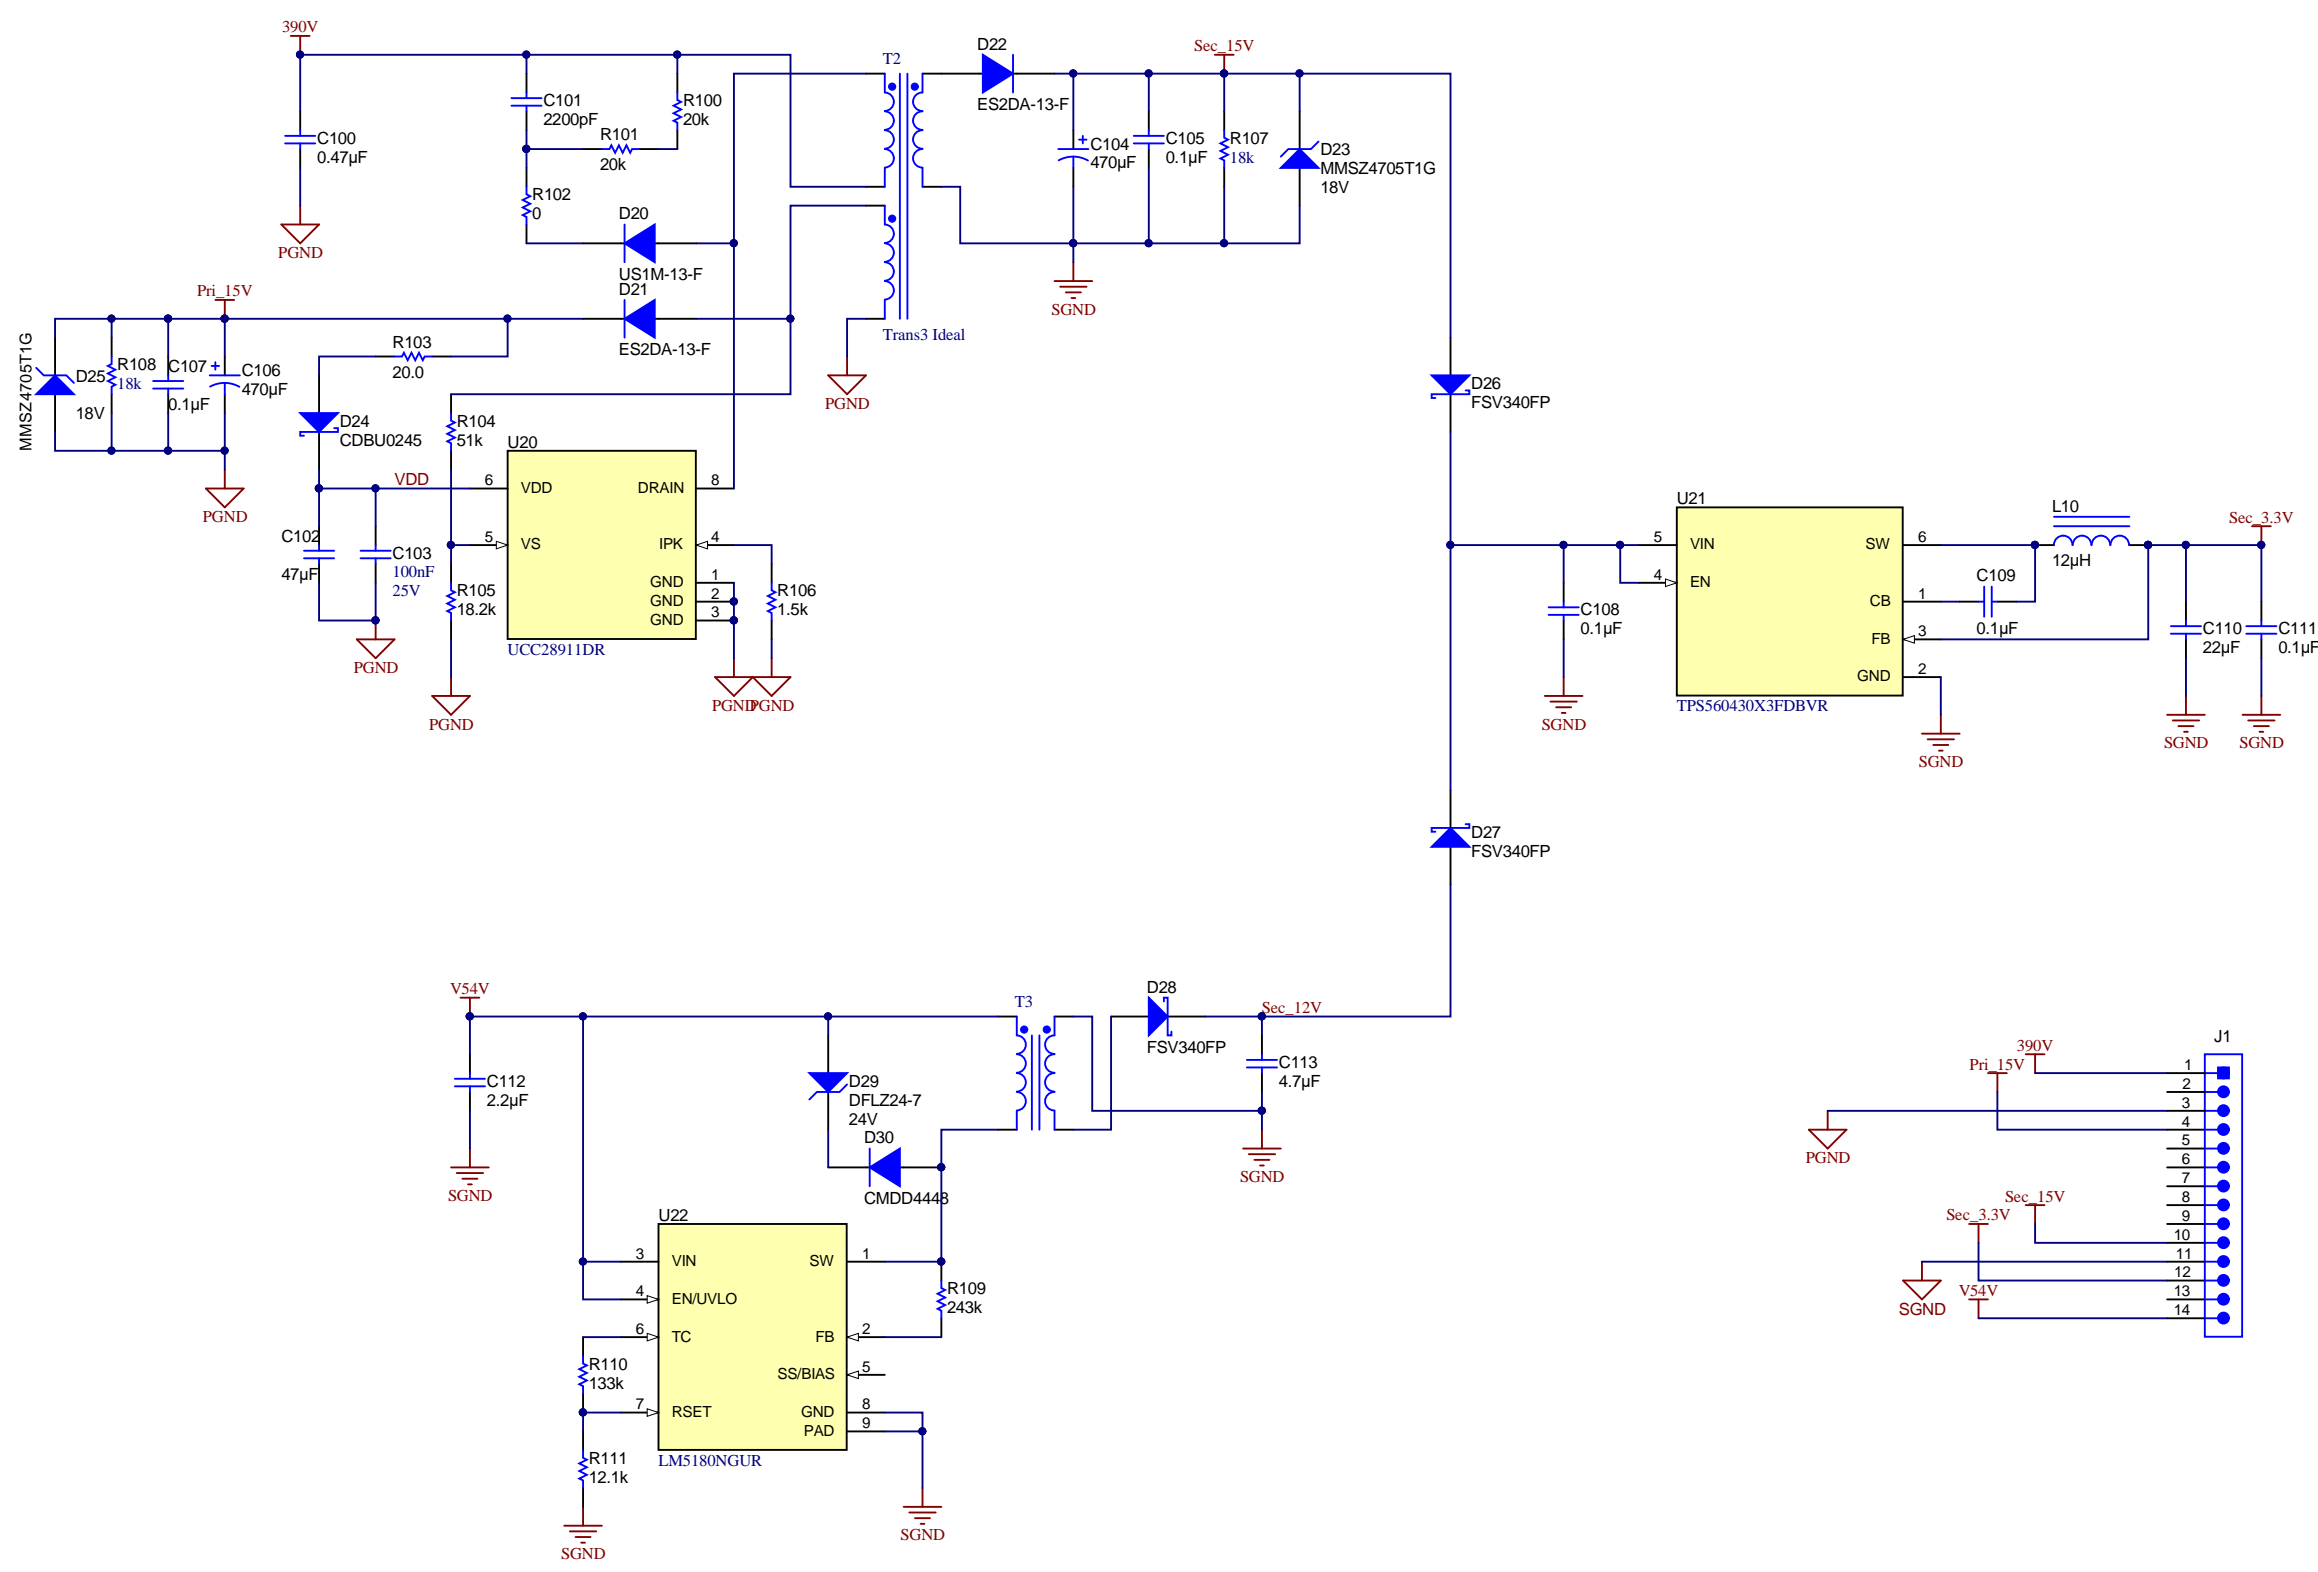 390V
C100
0.47µF
PGND
C101
2200pF
R100
20k
R101
20k
R102
0
D20
US1M-13-F
D21
ES2DA-13-F
T2
Trans3 Ideal
PGND
D22
ES2DA-13-F
Sec_15V
C104
470µF
C105
0.1µF
R107
18k
D23
MMSZ4705T1G
18V
SGND
Pri_15V
MMSZ4705T1G
D25
18V
R108
18k
C107
0.1µF
C106
470µF
PGND
R103
20.0
D24
CDBU0245
R104
51k
VDD
C102
47µF
C103
100nF
25V
PGND
R105
18.2k
PGND
U20
6
VDD
DRAIN
8
5
VS
IPK
4
GND
1
GND
2
GND
3
UCC28911DR
R106
1.5k
PGND
PGND
D26
FSV340FP
D27
FSV340FP
C108
0.1µF
SGND
U21
5
VIN
SW
6
4
EN
CB
1
FB
3
GND
2
TPS560430X3FDBVR
SGND
C109
0.1µF
L10
12µH
Sec_3.3V
C110
22µF
SGND
C111
0.1µF
SGND
V54V
C112
2.2µF
SGND
D29
DFLZ24-7
24V
D30
CMDD4448
T3
D28
FSV340FP
Sec_12V
C113
4.7µF
SGND
U22
3
VIN
SW
1
4
EN/UVLO
6
TC
FB
2
SS/BIAS
5
7
RSET
GND
8
PAD
9
LM5180NGUR
R109
243k
R110
133k
R111
12.1k
SGND
SGND
J1
390V
Pri_15V
PGND
Sec_15V
Sec_3.3V
SGND
V54V
1
2
3
4
5
6
7
8
9
10
11
12
13
14